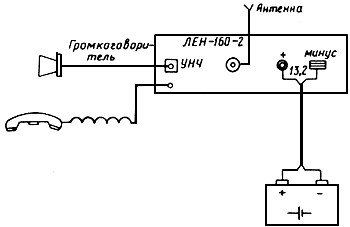 Антенна
Громкоговори-
тель
ЛЕН-160-2
УНЧ
+
минус
13,2
+ -